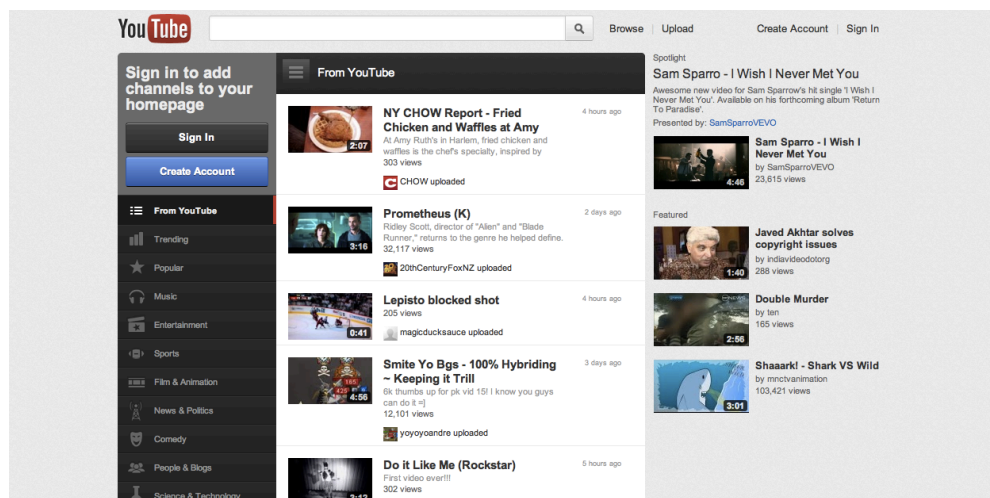 YouTube
Browse | Upload
Create Account | Sign In
Sign in to add
channels to your
homepage
Sign In
Create Account
From YouTube
Trending
Popular
Music
Entertainment
Sports
Film & Animation
News & Politics
Comedy
People & Blogs
Science & Technology
From YouTube
2:07
NY CHOW Report - Fried
Chicken and Waffles at Amy
4 hours ago
At Amy Ruth's in Harlem, fried chicken and
waffles is the chef's specialty, inspired by
303 views
CHOW uploaded
3:16
Prometheus (K)
2 days ago
Ridley Scott, director of "Alien" and "Blade
Runner," returns to the genre he helped define.
32,117 views
20thCenturyFoxNZ uploaded
0:41
Lepisto blocked shot
4 hours ago
205 views
magicducksauce uploaded
4:56
Smite Yo Bgs - 100% Hybriding
~ Keeping it Trill
3 days ago
6k thumbs up for pk vid 15! I know you guys
can do it =]
12,101 views
yoyoyoandre uploaded
Do it Like Me (Rockstar)
5 hours ago
First video ever!!!
302 views
Spotlight
Sam Sparro - I Wish I Never Met You
Awesome new video for Sam Sparrow's hit single 'I Wish I
Never Met You'. Available on his forthcoming album 'Return
To Paradise'.
Presented by: SamSparroVEVO
4:46
Sam Sparro - I Wish I
Never Met You
by SamSparroVEVO
23,615 views
Featured
1:40
Javed Akhtar solves
copyright issues
by indiavideodotorg
288 views
2:56
Double Murder
by ten
165 views
3:01
Shaaark! - Shark VS Wild
by mnctvanimation
103,421 views